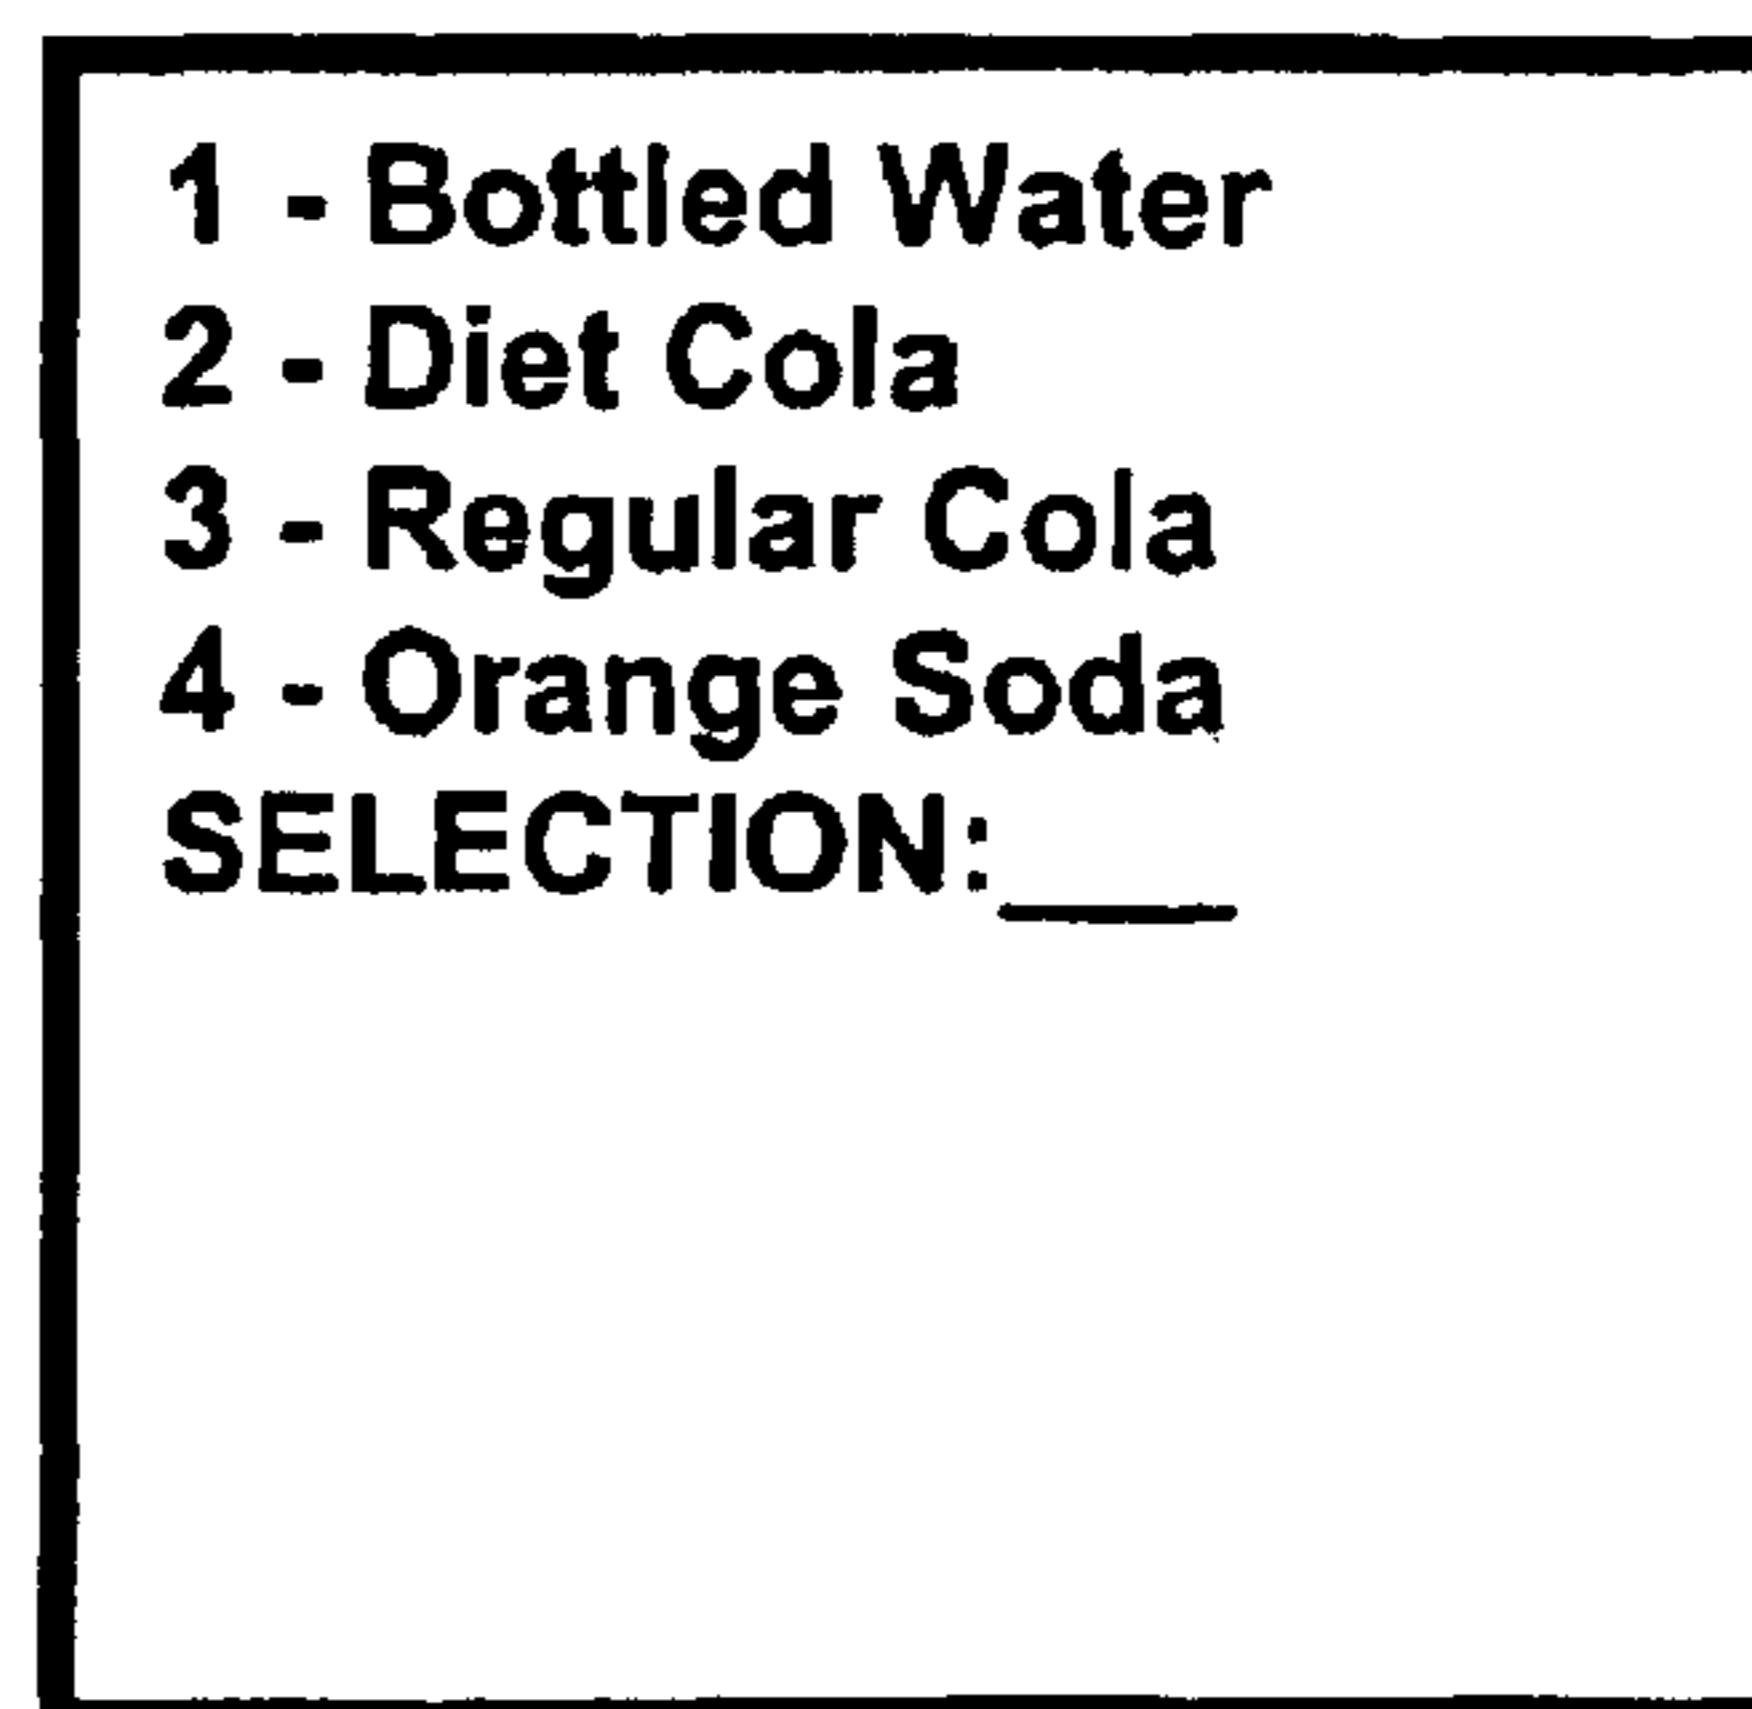 1 - Bottled Water
2 - Diet Cola
3 - Regular Cola
4 - Orange Soda
SELECTION:___